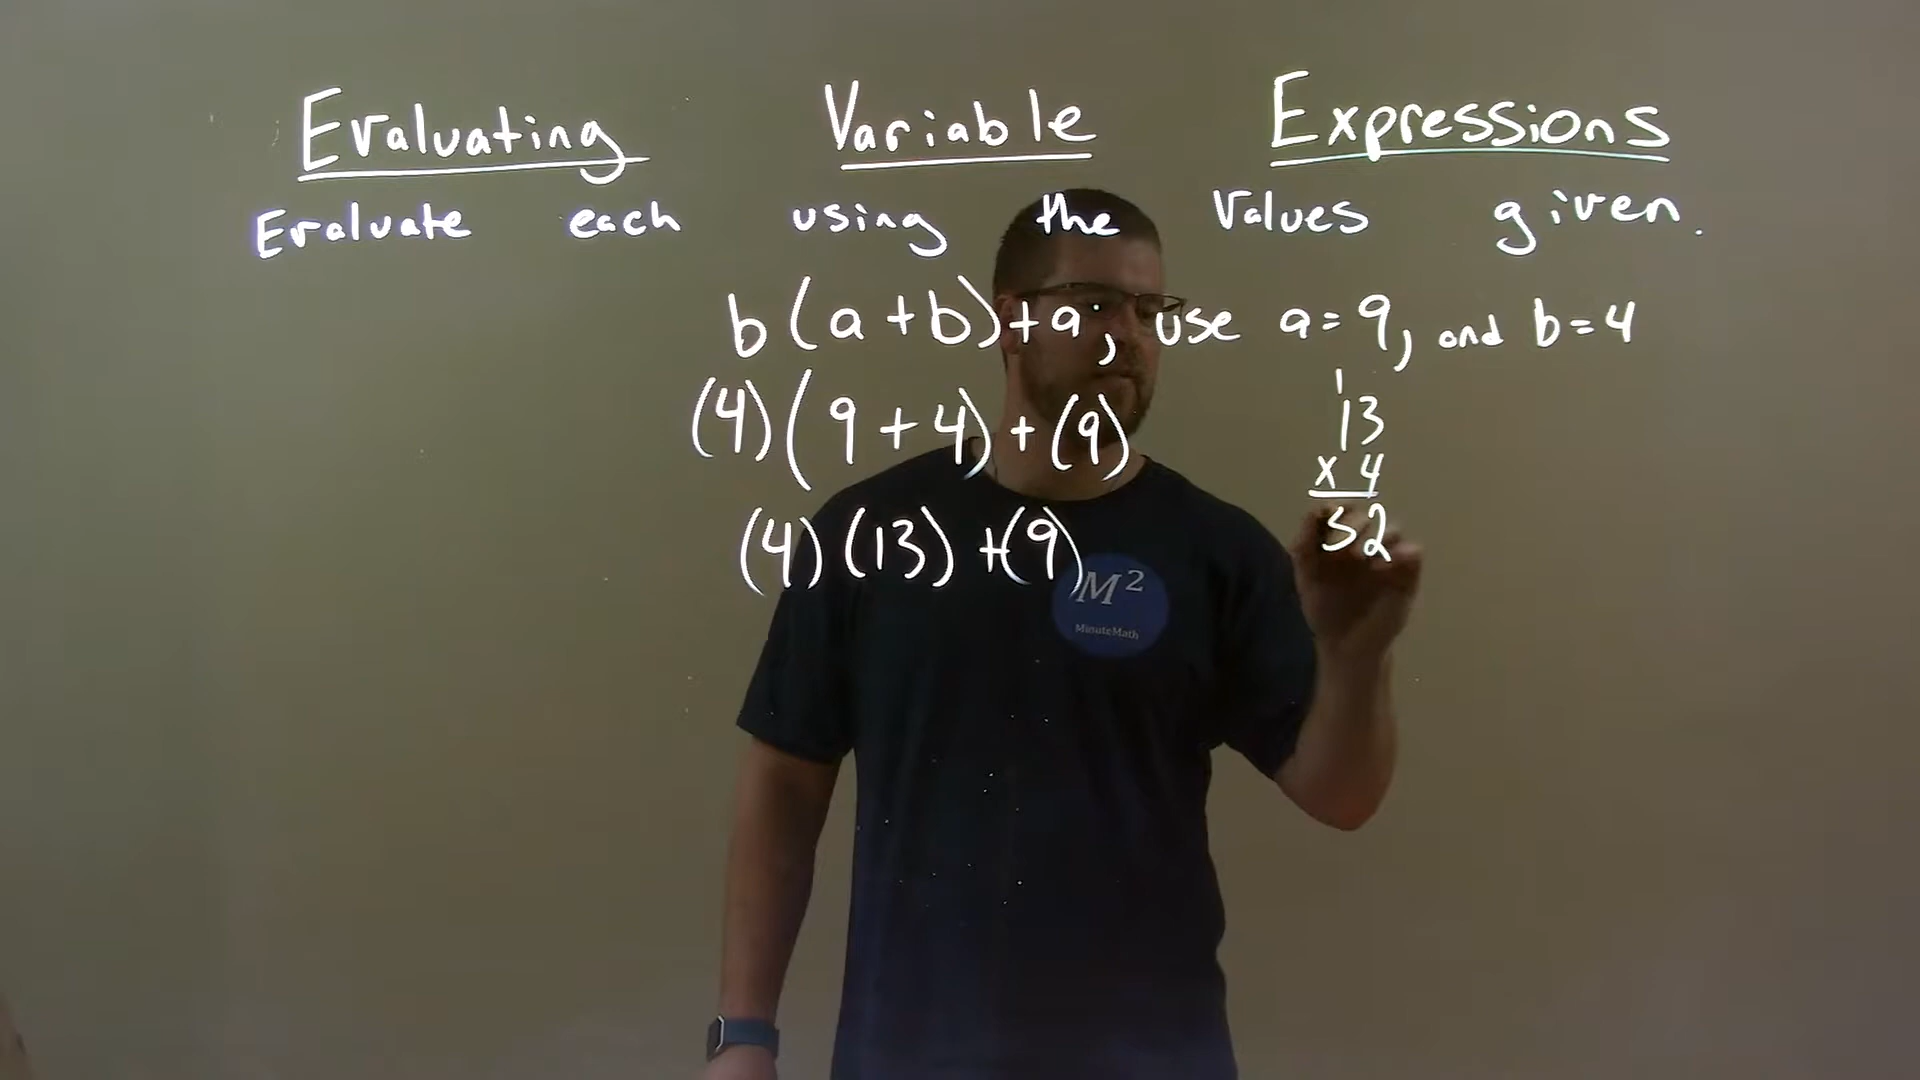 Evaluating Variable Expressions
Evaluate each using the values given.
b(a+b)+a, use a=9, and b=4
(4)(9+4)+(9)
(4)(13)+(9)
1
13
x 4
52
M²
MinuteMath